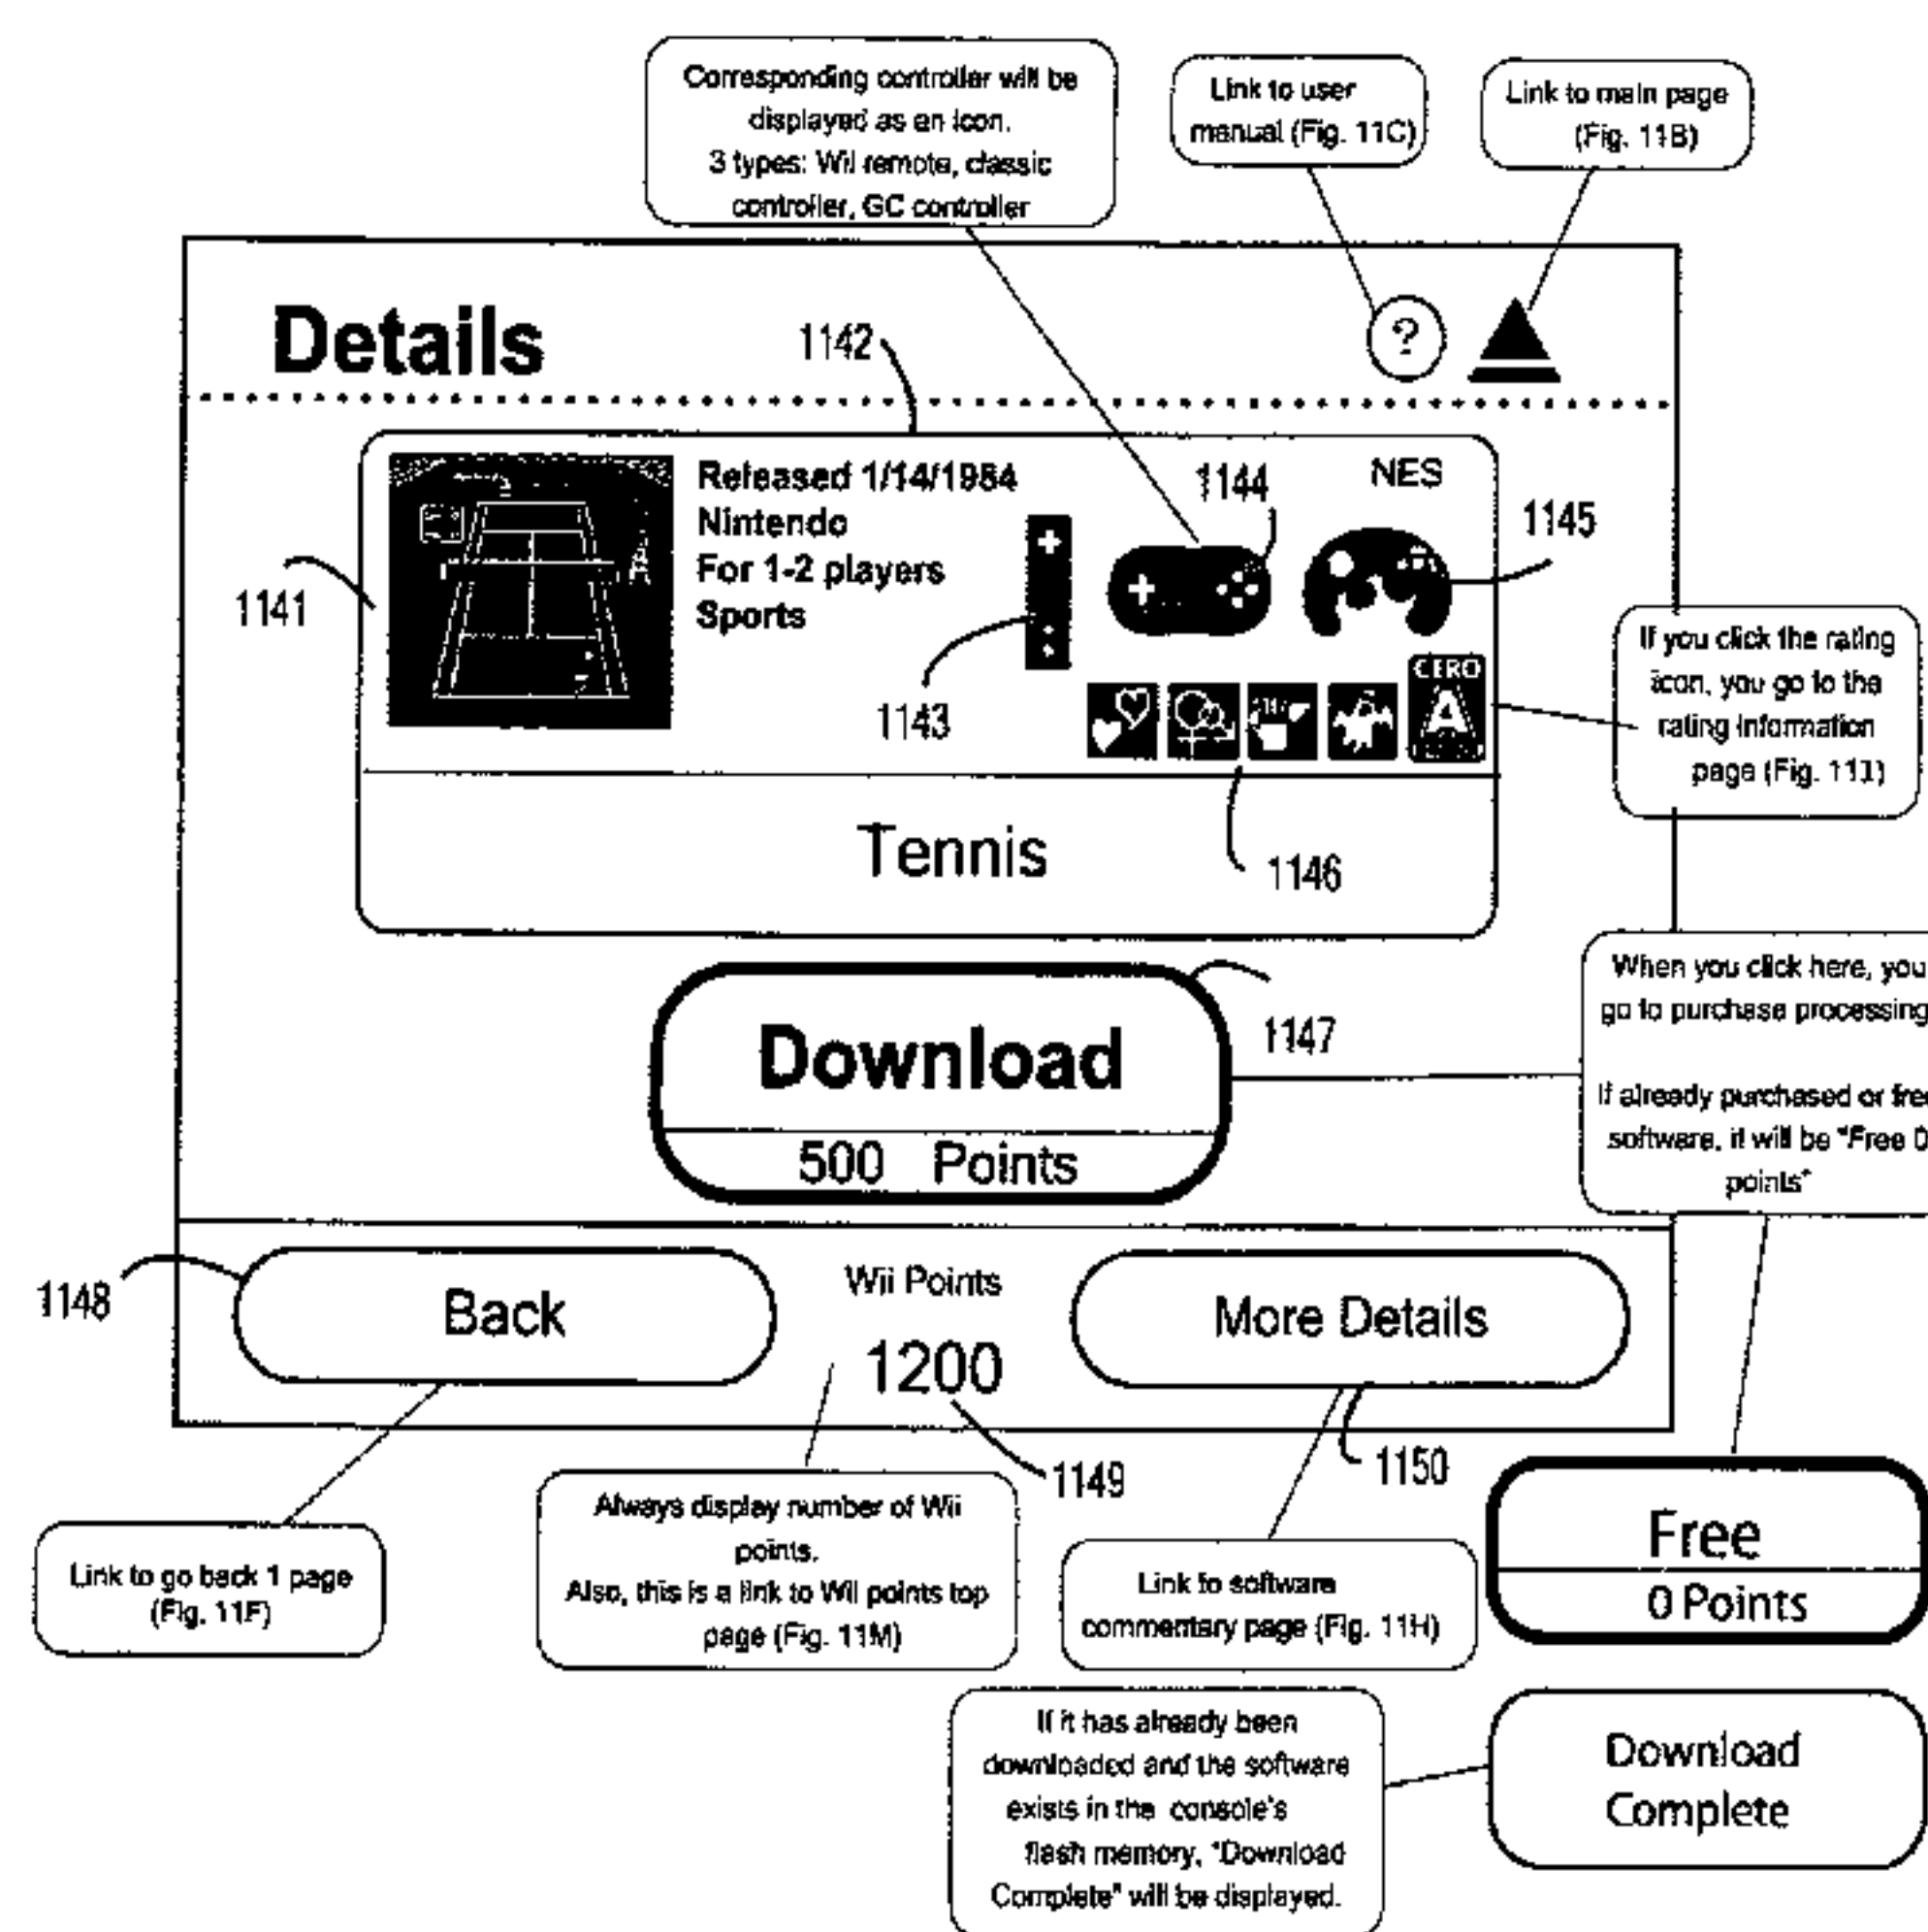 Corresponding controller will be
displayed as an icon.
3 types: Wii remote, classic
controller, GC controller
Link to user
manual (Fig. 11C)
Link to main page
(Fig. 11B)
Details
?
1142
Released 1/14/1984
Nintendo
For 1-2 players
Sports
1144
NES
1145
1141
1143
CERO
A
If you click the rating
icon, you go to the
rating information
page (Fig. 11I)
Tennis
1146
When you click here, you
go to purchase processing
If already purchased or free
software, it will be "Free 0
points"
Download
500 Points
1147
1148
Back
Wii Points
1200
More Details
1149
1150
Link to go back 1 page
(Fig. 11F)
Always display number of Wii
points.
Also, this is a link to Wii points top
page (Fig. 11M)
Link to software
commentary page (Fig. 11H)
Free
0 Points
If it has already been
downloaded and the software
exists in the console's
flash memory, "Download
Complete" will be displayed.
Download
Complete